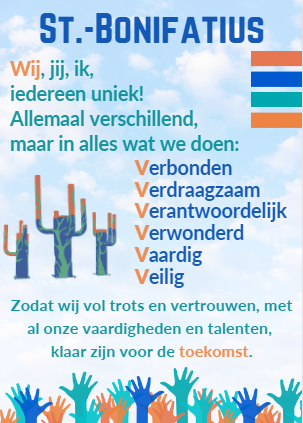 ST.-BONIFATIUS
Wij, jij, ik,
iedereen uniek!
Allemaal verschillend,
maar in alles wat we doen:
Verbonden
Verdraagzaam
Verantwoordelijk
Verwonderd
Vaardig
Veilig
Zodat wij vol trots en vertrouwen, met
al onze vaardigheden en talenten,
klaar zijn voor de toekomst.